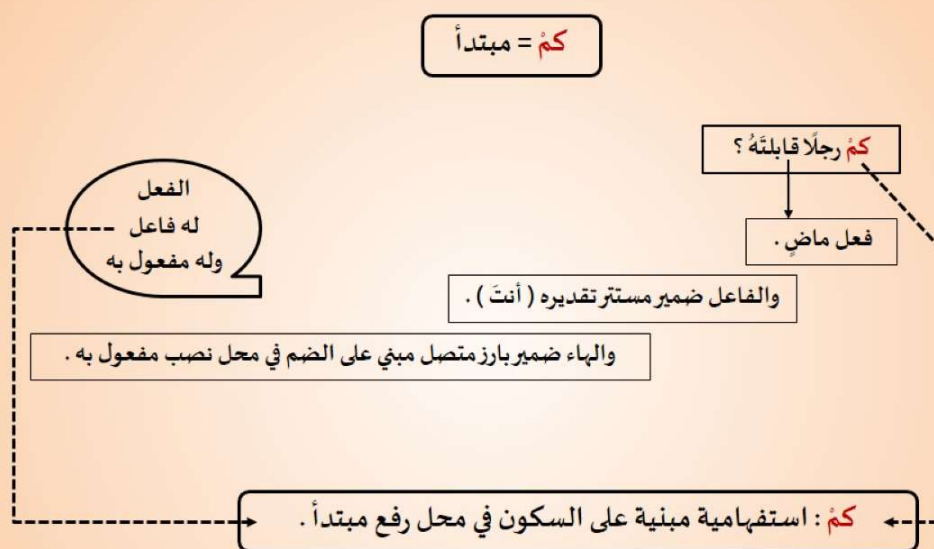 كمْ = مبتدأ
كمْ رجلًا قابلتَهُ ؟
فعل ماضٍ .
والفاعل ضمير مستتر تقديره ( أنتَ ) .
والهاء ضمير بارز متصل مبني على الضم في محل نصب مفعول به .
الفعل
له فاعل
وله مفعول به
كمْ : استفهامية مبنية على السكون في محل رفع مبتدأ .